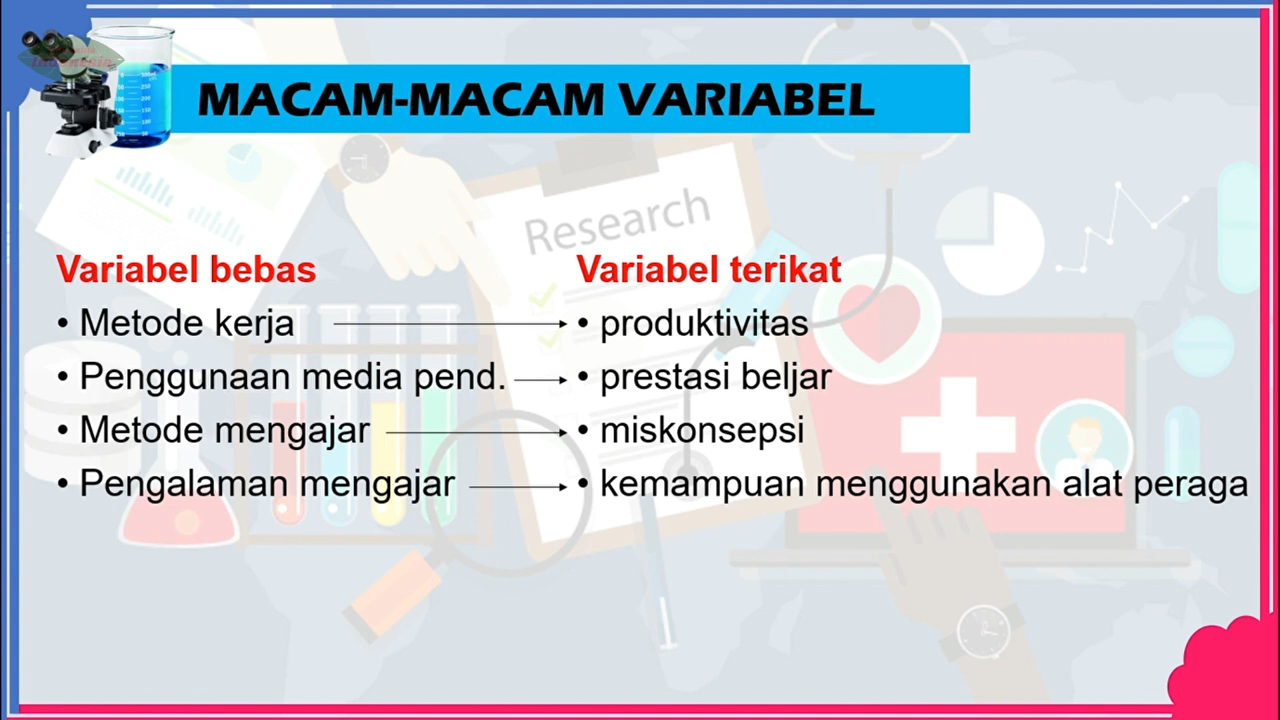 MACAM-MACAM VARIABEL
Research
Variabel bebas
• Metode kerja
• Penggunaan media pend.
• Metode mengajar
• Pengalaman mengajar
Variabel terikat
• produktivitas
• prestasi beljar
• miskonsepsi
• kemampuan menggunakan alat peraga